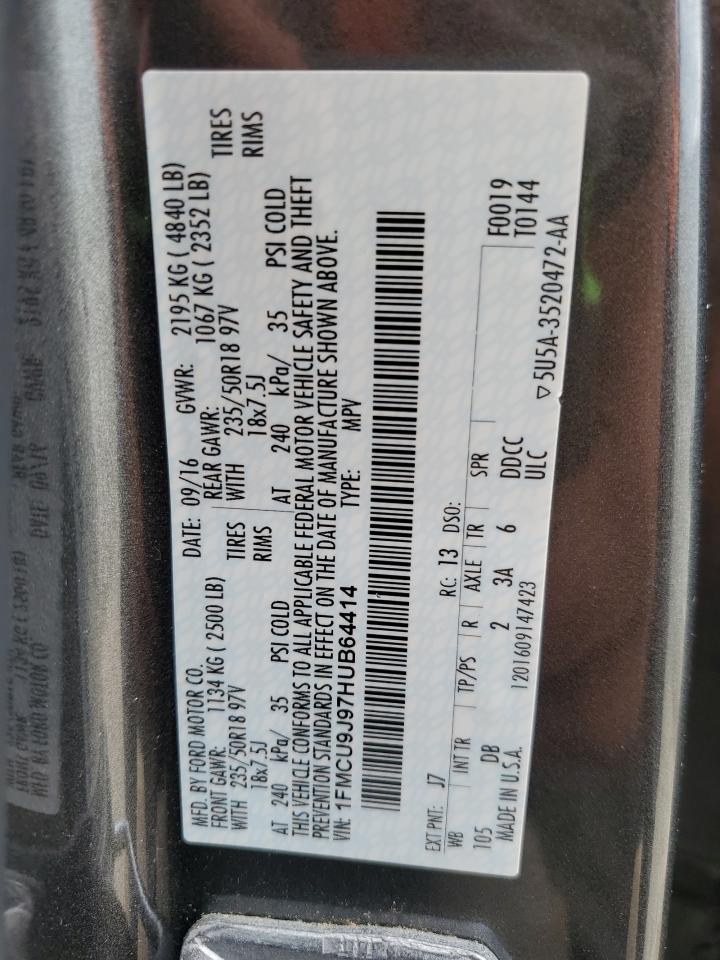 MFD. BY FORD MOTOR CO.
DATE: 09/16 GVWR: 2195 KG ( 4840 LB)
FRONT GAWR: 1134 KG ( 2500 LB) REAR GAWR: 1067 KG ( 2352 LB)
WITH 235/50R18 97V TIRES WITH 235/50R18 97V TIRES
18x7.5J RIMS 18x7.5J RIMS
AT 240 kPa/ 35 PSI COLD AT 240 kPa/ 35 PSI COLD
THIS VEHICLE CONFORMS TO ALL APPLICABLE FEDERAL MOTOR VEHICLE SAFETY AND THEFT
PREVENTION STANDARDS IN EFFECT ON THE DATE OF MANUFACTURE SHOWN ABOVE.
VIN: 1FMCU9J97HUB64414 TYPE: MPV
EXT PNT: J7 RC: 13 DSO:
WB INT TR TP/PS R AXLE TR SPR F0019
105 DB 2 3A 6 DDCC T0144
MADE IN U.S.A. 1201609147423 ULC ▽5U5A-3520472-AA